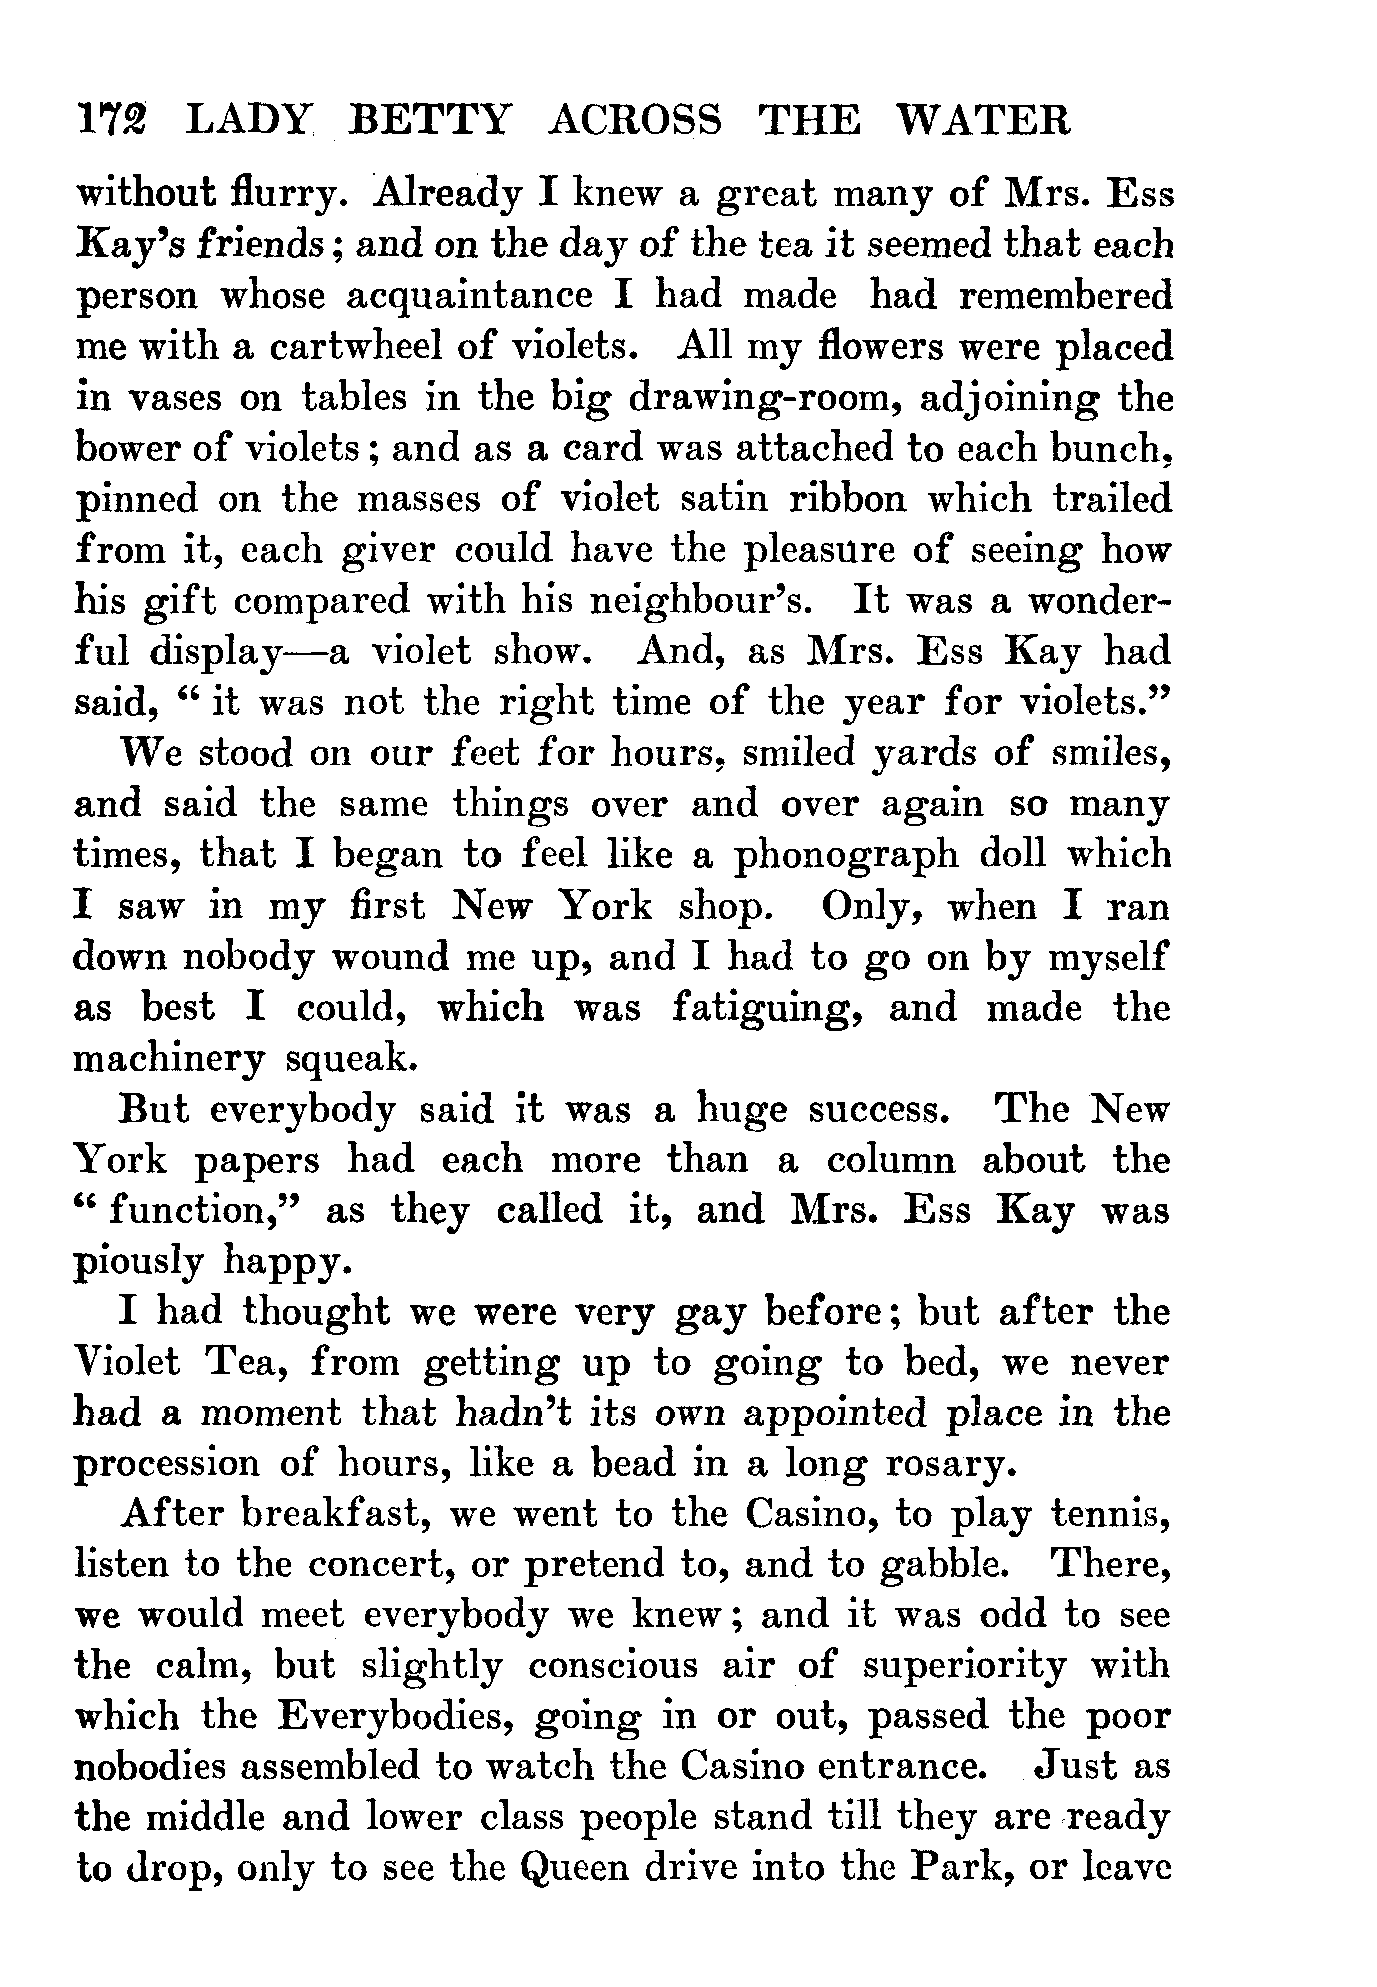 172 LADY BETTY ACROSS THE WATER
without flurry. Already I knew a great many of Mrs. Ess
Kay's friends; and on the day of the tea it seemed that each
person whose acquaintance I had made had remembered
me with a cartwheel of violets. All my flowers were placed
in vases on tables in the big drawing-room, adjoining the
bower of violets; and as a card was attached to each bunch,
pinned on the masses of violet satin ribbon which trailed
from it, each giver could have the pleasure of seeing how
his gift compared with his neighbour's. It was a wonder-
ful display—a violet show. And, as Mrs. Ess Kay had
said, "it was not the right time of the year for violets."
We stood on our feet for hours, smiled yards of smiles,
and said the same things over and over again so many
times, that I began to feel like a phonograph doll which
I saw in my first New York shop. Only, when I ran
down nobody wound me up, and I had to go on by myself
as best I could, which was fatiguing, and made the
machinery squeak.
But everybody said it was a huge success. The New
York papers had each more than a column about the
"function," as they called it, and Mrs. Ess Kay was
piously happy.
I had thought we were very gay before; but after the
Violet Tea, from getting up to going to bed, we never
had a moment that hadn't its own appointed place in the
procession of hours, like a bead in a long rosary.
After breakfast, we went to the Casino, to play tennis,
listen to the concert, or pretend to, and to gabble. There,
we would meet everybody we knew; and it was odd to see
the calm, but slightly conscious air of superiority with
which the Everybodies, going in or out, passed the poor
nobodies assembled to watch the Casino entrance. Just as
the middle and lower class people stand till they are ready
to drop, only to see the Queen drive into the Park, or leave